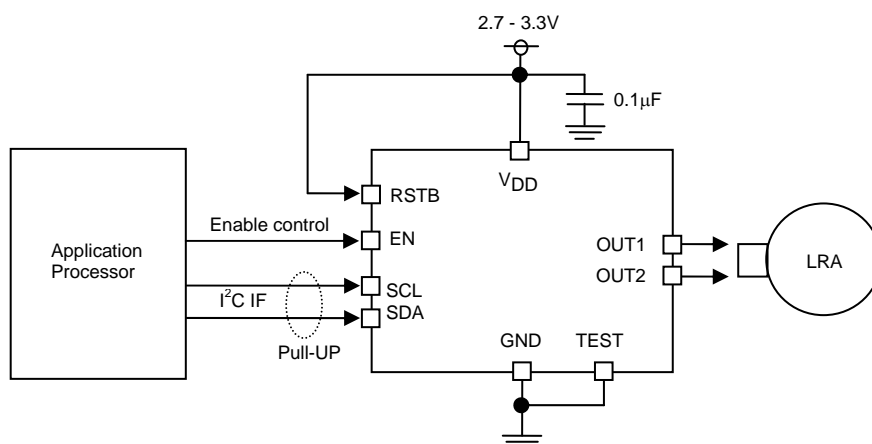 2.7 - 3.3V
0.1μF
VDD
RSTB
Enable control
EN
Application
Processor
OUT1
OUT2
LRA
SCL
I²C IF
SDA
Pull-UP
GND
TEST